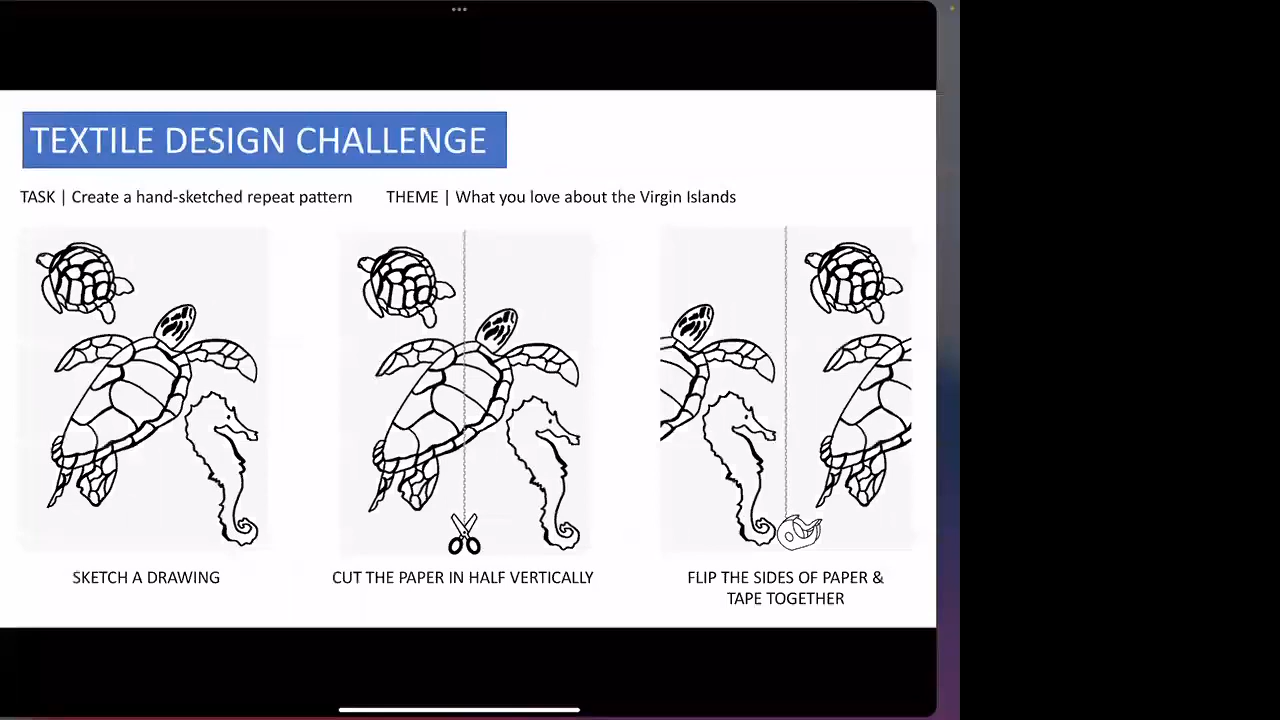 TEXTILE DESIGN CHALLENGE
TASK | Create a hand-sketched repeat pattern
THEME | What you love about the Virgin Islands
SKETCH A DRAWING
CUT THE PAPER IN HALF VERTICALLY
FLIP THE SIDES OF PAPER &
TAPE TOGETHER